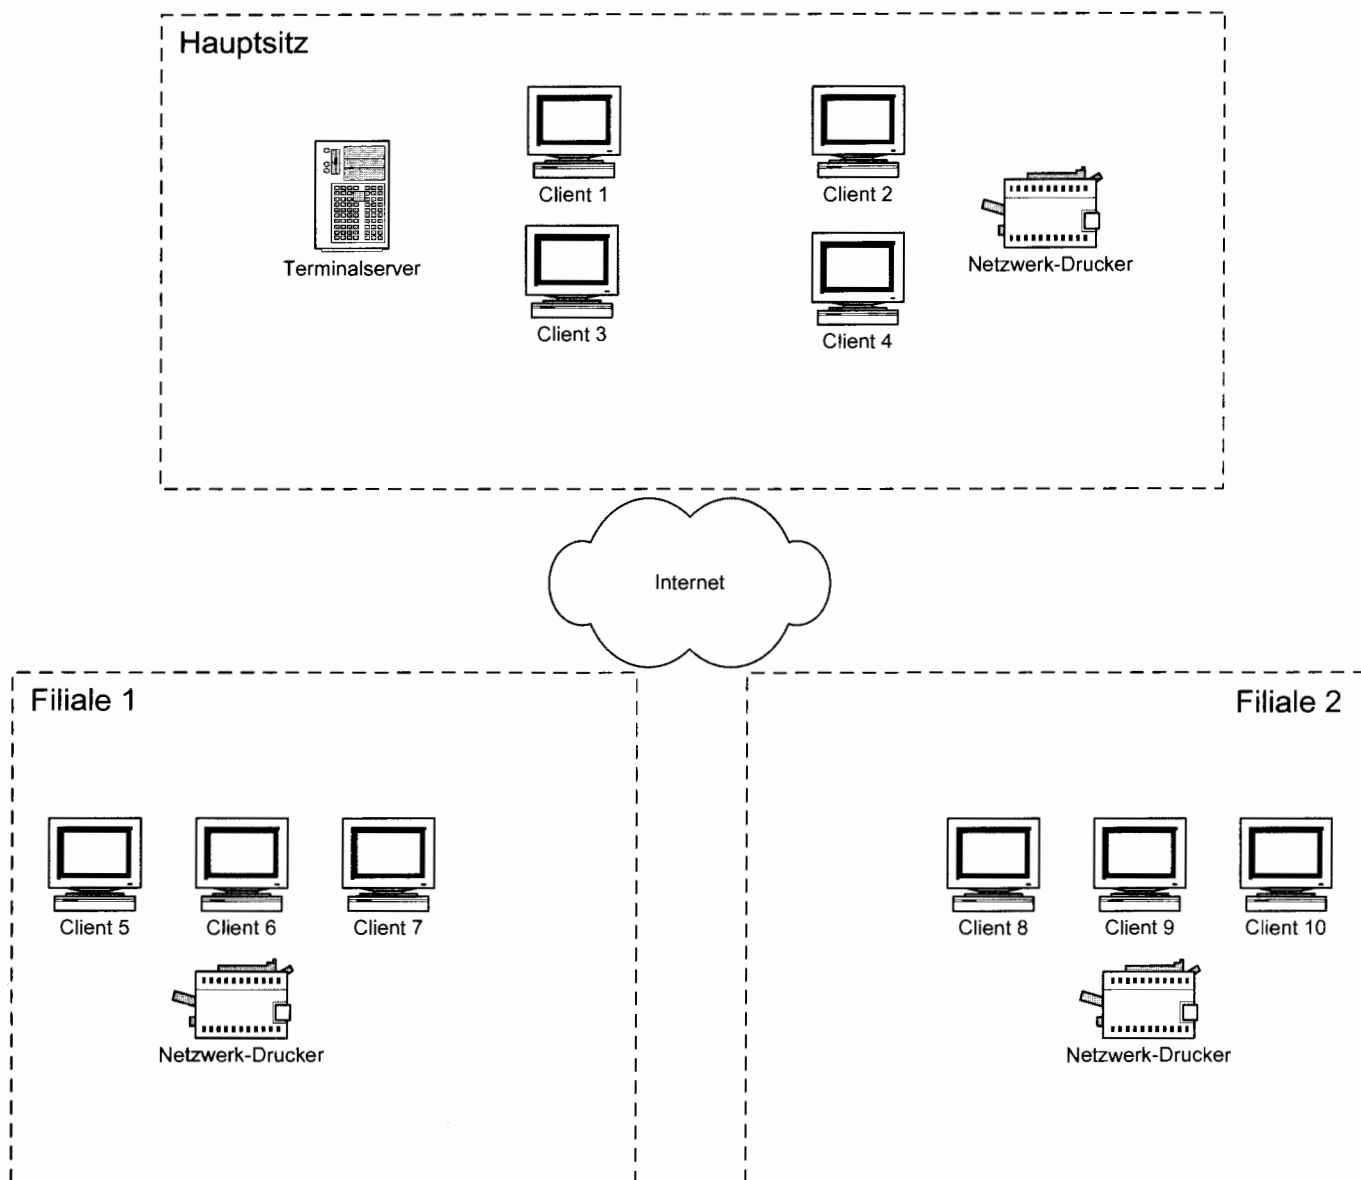 Hauptsitz
Client 1
Client 2
Terminalserver
Netzwerk-Drucker
Client 3
Client 4
Internet
Filiale 1
Filiale 2
Client 5
Client 6
Client 7
Client 8
Client 9
Client 10
Netzwerk-Drucker
Netzwerk-Drucker